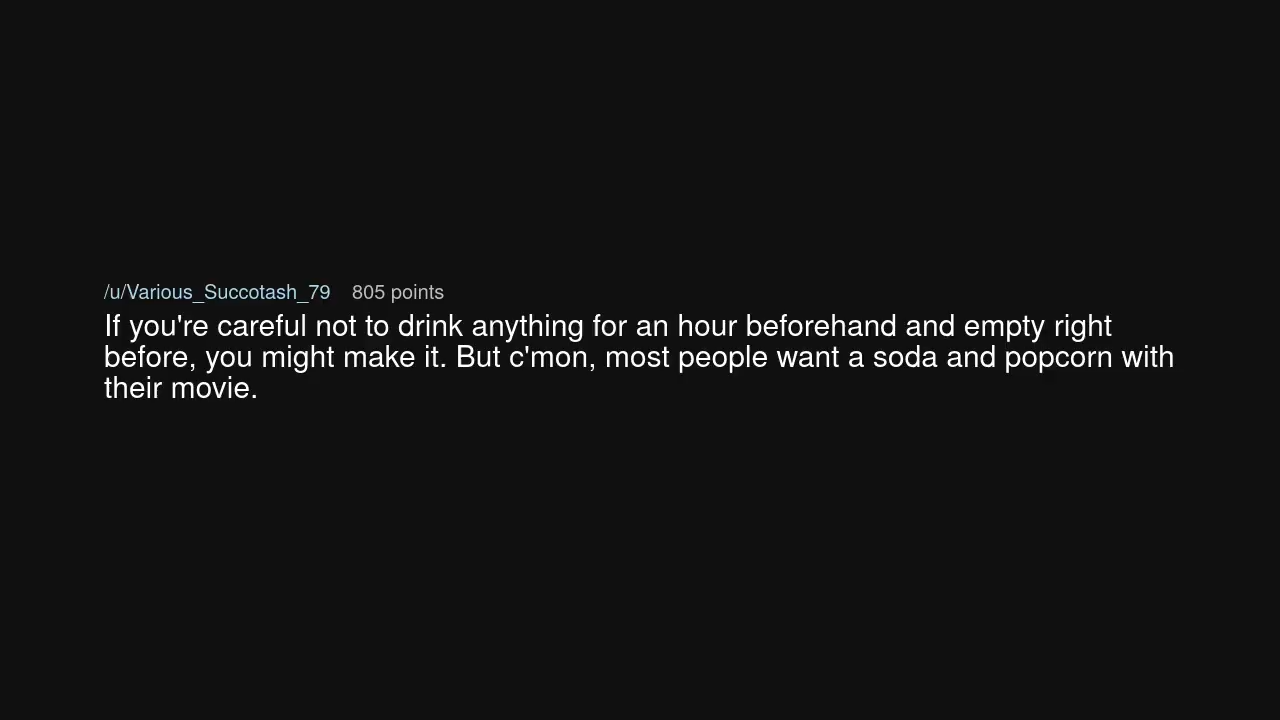 /u/Various_Succotash_79 805 points
If you're careful not to drink anything for an hour beforehand and empty right
before, you might make it. But c'mon, most people want a soda and popcorn with
their movie.